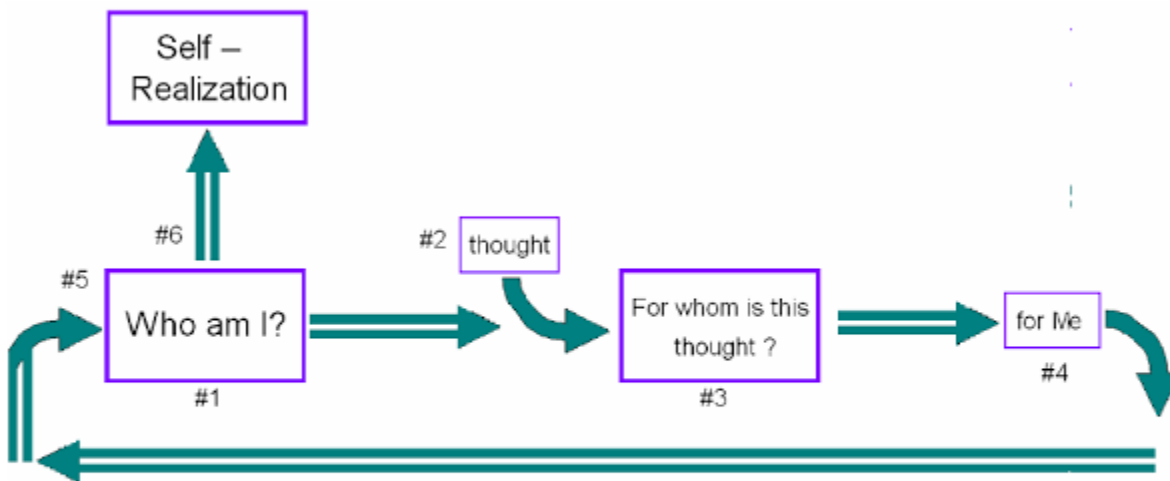 Self –
Realization
#6
#2
thought
#5
Who am I?
#1
For whom is this
thought ?
#3
for Me
#4